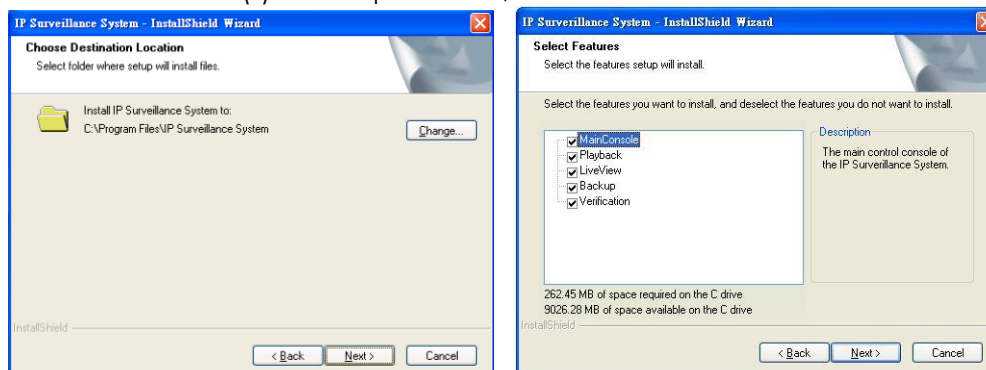 IP Surveillance System - InstallShield Wizard
Choose Destination Location
Select folder where setup will install files.
Install IP Surveillance System to:
C:\Program Files\IP Surveillance System
Change...
InstallShield
< Back
Next >
Cancel
IP Surverillance System - InstallShield Wizard
Select Features
Select the features setup will install.
Select the features you want to install, and deselect the features you do not want to install.
MainConsole
Playback
LiveView
Backup
Verification
Description
The main control console of
the IP Surverillance System.
262.45 MB of space required on the C drive
9026.28 MB of space available on the C drive
InstallShield
< Back
Next >
Cancel